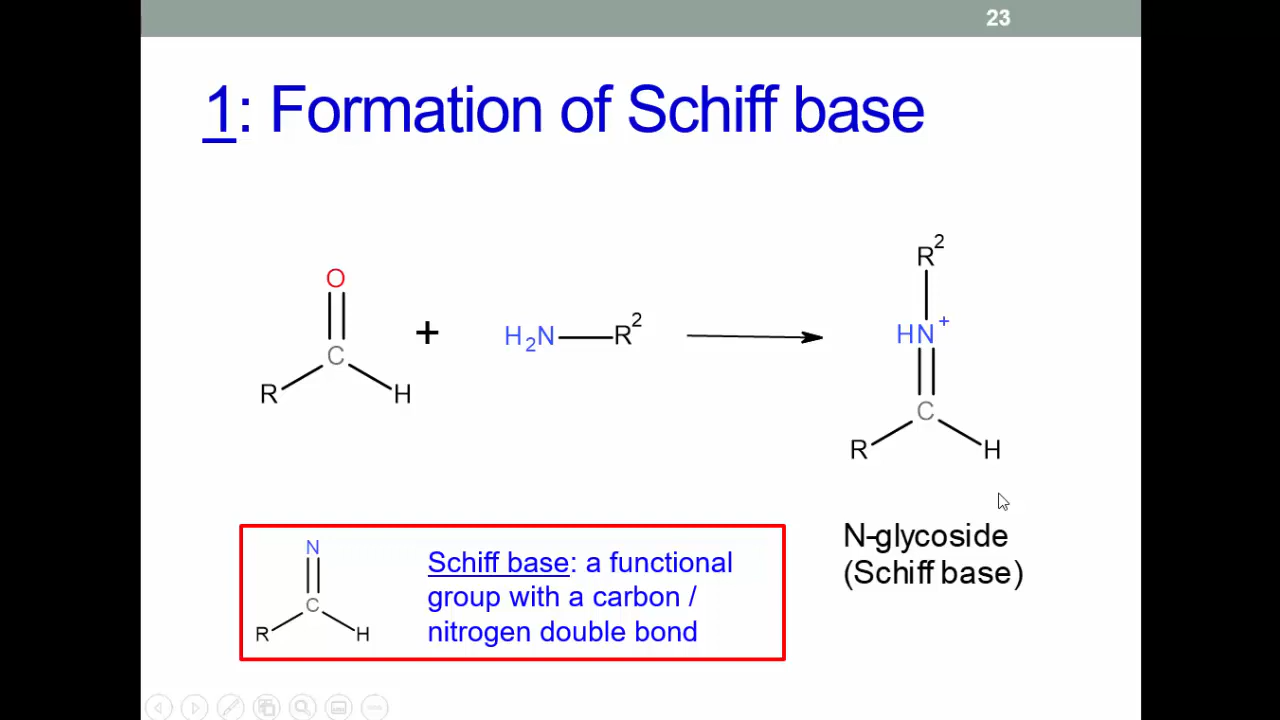 23
1: Formation of Schiff base
O
C
R
H
+
H₂N
R²
R²
HN⁺
C
R
H
N-glycoside
(Schiff base)
N
C
R
H
Schiff base: a functional
group with a carbon /
nitrogen double bond